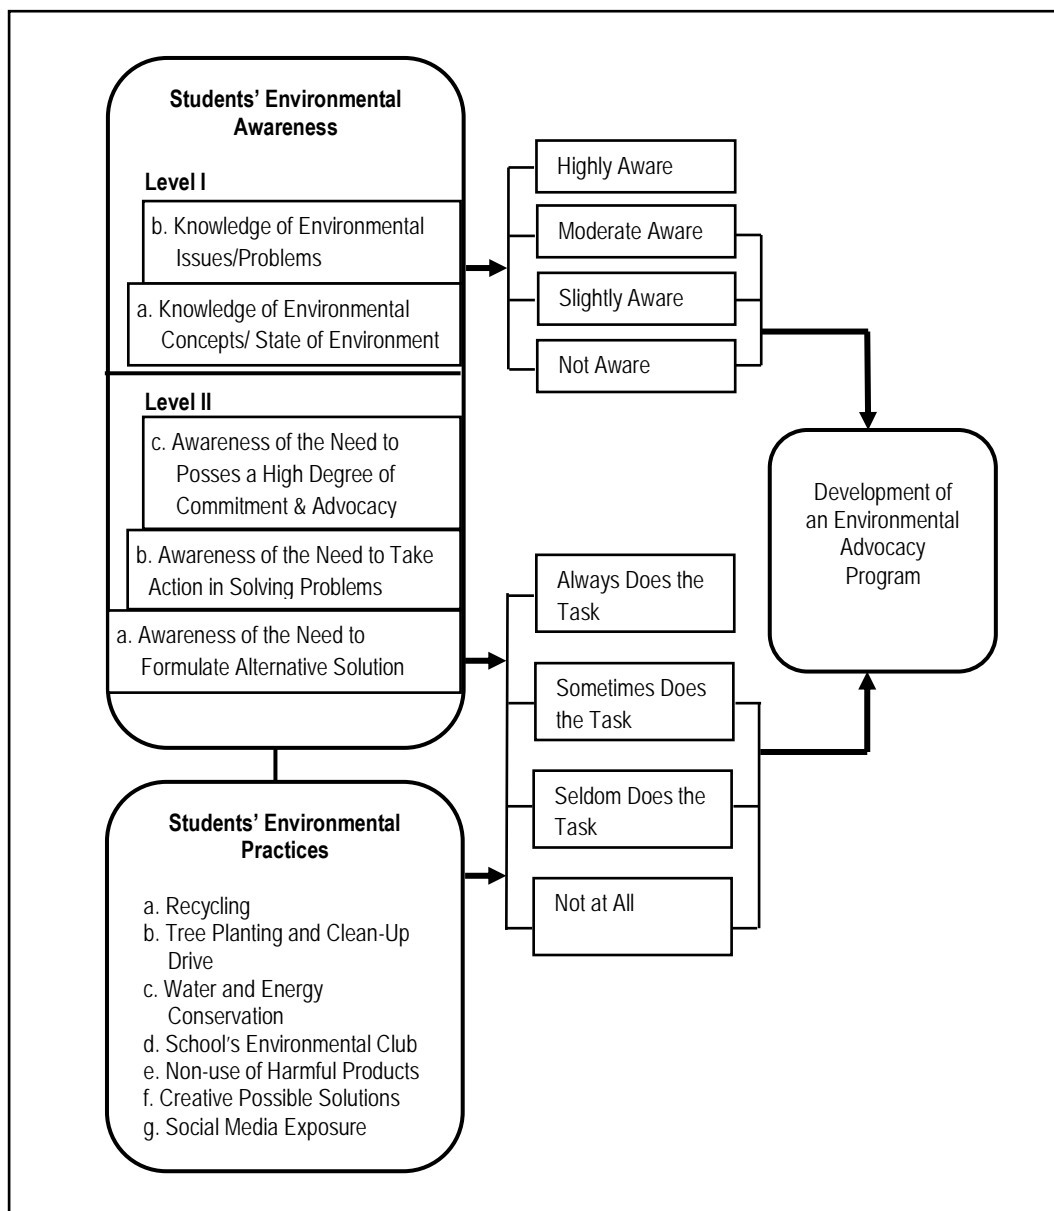 Students’ Environmental
Awareness
Level I
b. Knowledge of Environmental
Issues/Problems
a. Knowledge of Environmental
Concepts/ State of Environment
Level II
c. Awareness of the Need to
Posses a High Degree of
Commitment & Advocacy
b. Awareness of the Need to Take
Action in Solving Problems
a. Awareness of the Need to
Formulate Alternative Solution
Highly Aware
Moderate Aware
Slightly Aware
Not Aware
Students’ Environmental
Practices
a. Recycling
b. Tree Planting and Clean-Up
Drive
c. Water and Energy
Conservation
d. School’s Environmental Club
e. Non-use of Harmful Products
f. Creative Possible Solutions
g. Social Media Exposure
Always Does the
Task
Sometimes Does
the Task
Seldom Does the
Task
Not at All
Development of
an Environmental
Advocacy
Program